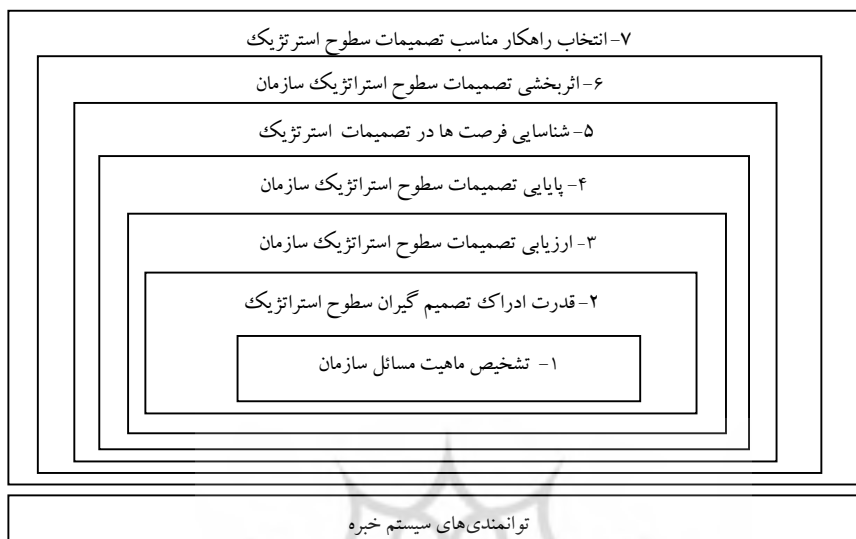 ۷- انتخاب راهکار مناسب تصمیمات سطوح استرتژیک
۶- اثربخشی تصمیمات سطوح استراتژیک سازمان
۵- شناسایی فرصت ها در تصمیمات استرتژیک
۴- پایایی تصمیمات سطوح استراتژیک سازمان
۳- ارزیابی تصمیمات سطوح استراتژیک سازمان
۲- قدرت ادراک تصمیم گیران سطوح استراتژیک
۱- تشخیص ماهیت مسائل سازمان
توانمندی‌های سیستم خبره